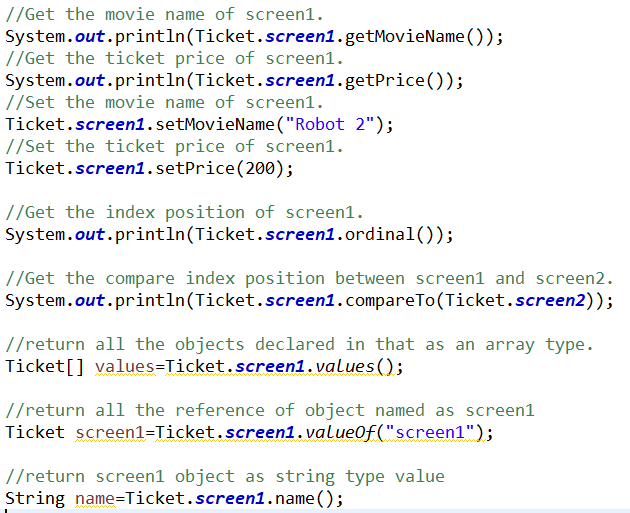 //Get the movie name of screen1.
System.out.println(Ticket.screen1.getMovieName());
//Get the ticket price of screen1.
System.out.println(Ticket.screen1.getPrice());
//Set the movie name of screen1.
Ticket.screen1.setMovieName("Robot 2");
//Set the ticket price of screen1.
Ticket.screen1.setPrice(200);
//Get the index position of screen1.
System.out.println(Ticket.screen1.ordinal());
//Get the compare index position between screen1 and screen2.
System.out.println(Ticket.screen1.compareTo(Ticket.screen2));
//return all the objects declared in that as an array type.
Ticket[] values=Ticket.screen1.values();
//return all the reference of object named as screen1
Ticket screen1=Ticket.screen1.valueOf("screen1");
//return screen1 object as string type value
String name=Ticket.screen1.name();